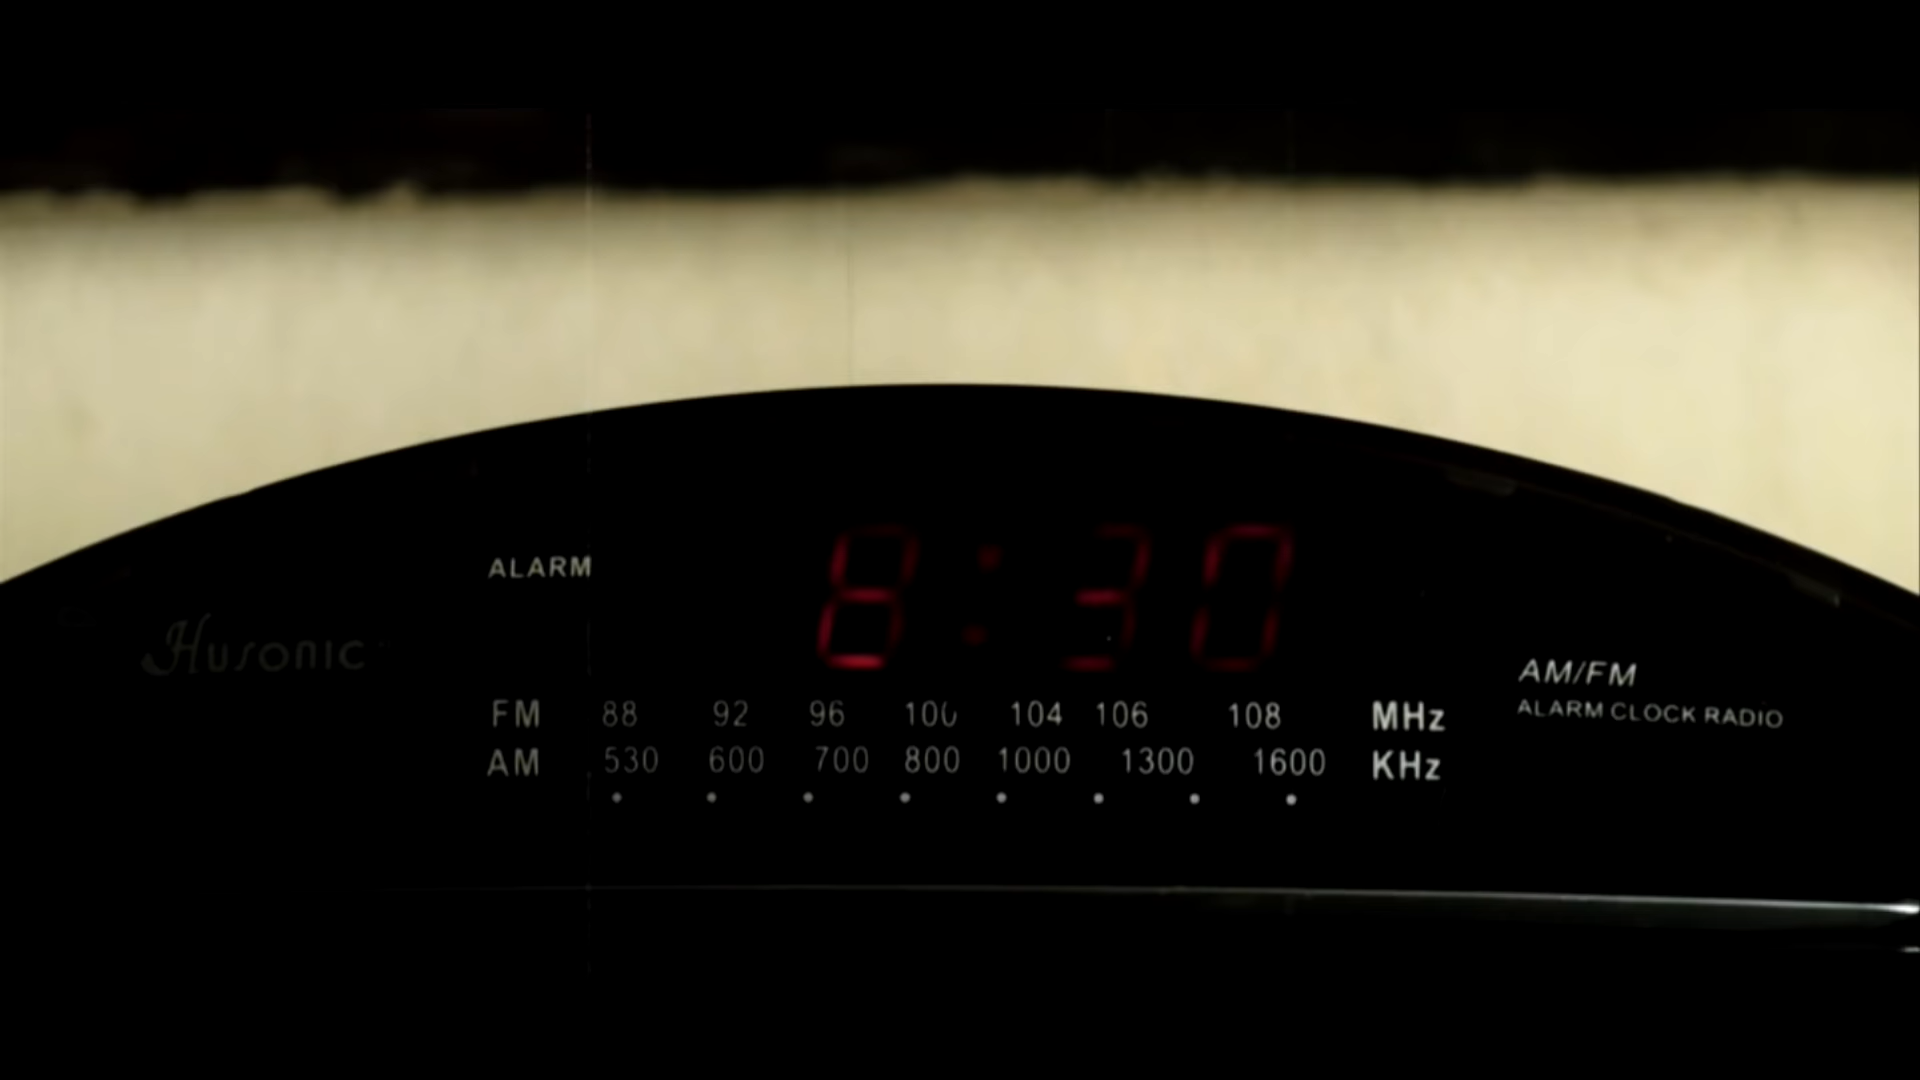 8:30
ALARM
Husonic
AM/FM
ALARM CLOCK RADIO
FM 88 92 96 100 104 106 108 MHz
AM 530 600 700 800 1000 1300 1600 KHz